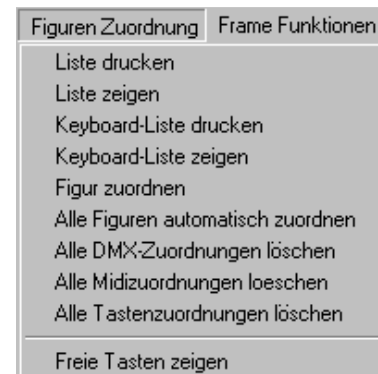 Figuren Zuordnung Frame Funktionen
Liste drucken
Liste zeigen
Keyboard-Liste drucken
Keyboard-Liste zeigen
Figur zuordnen
Alle Figuren automatisch zuordnen
Alle DMX-Zuordnungen löschen
Alle Midizuordnungen loeschen
Alle Tastenzuordnungen löschen
Freie Tasten zeigen